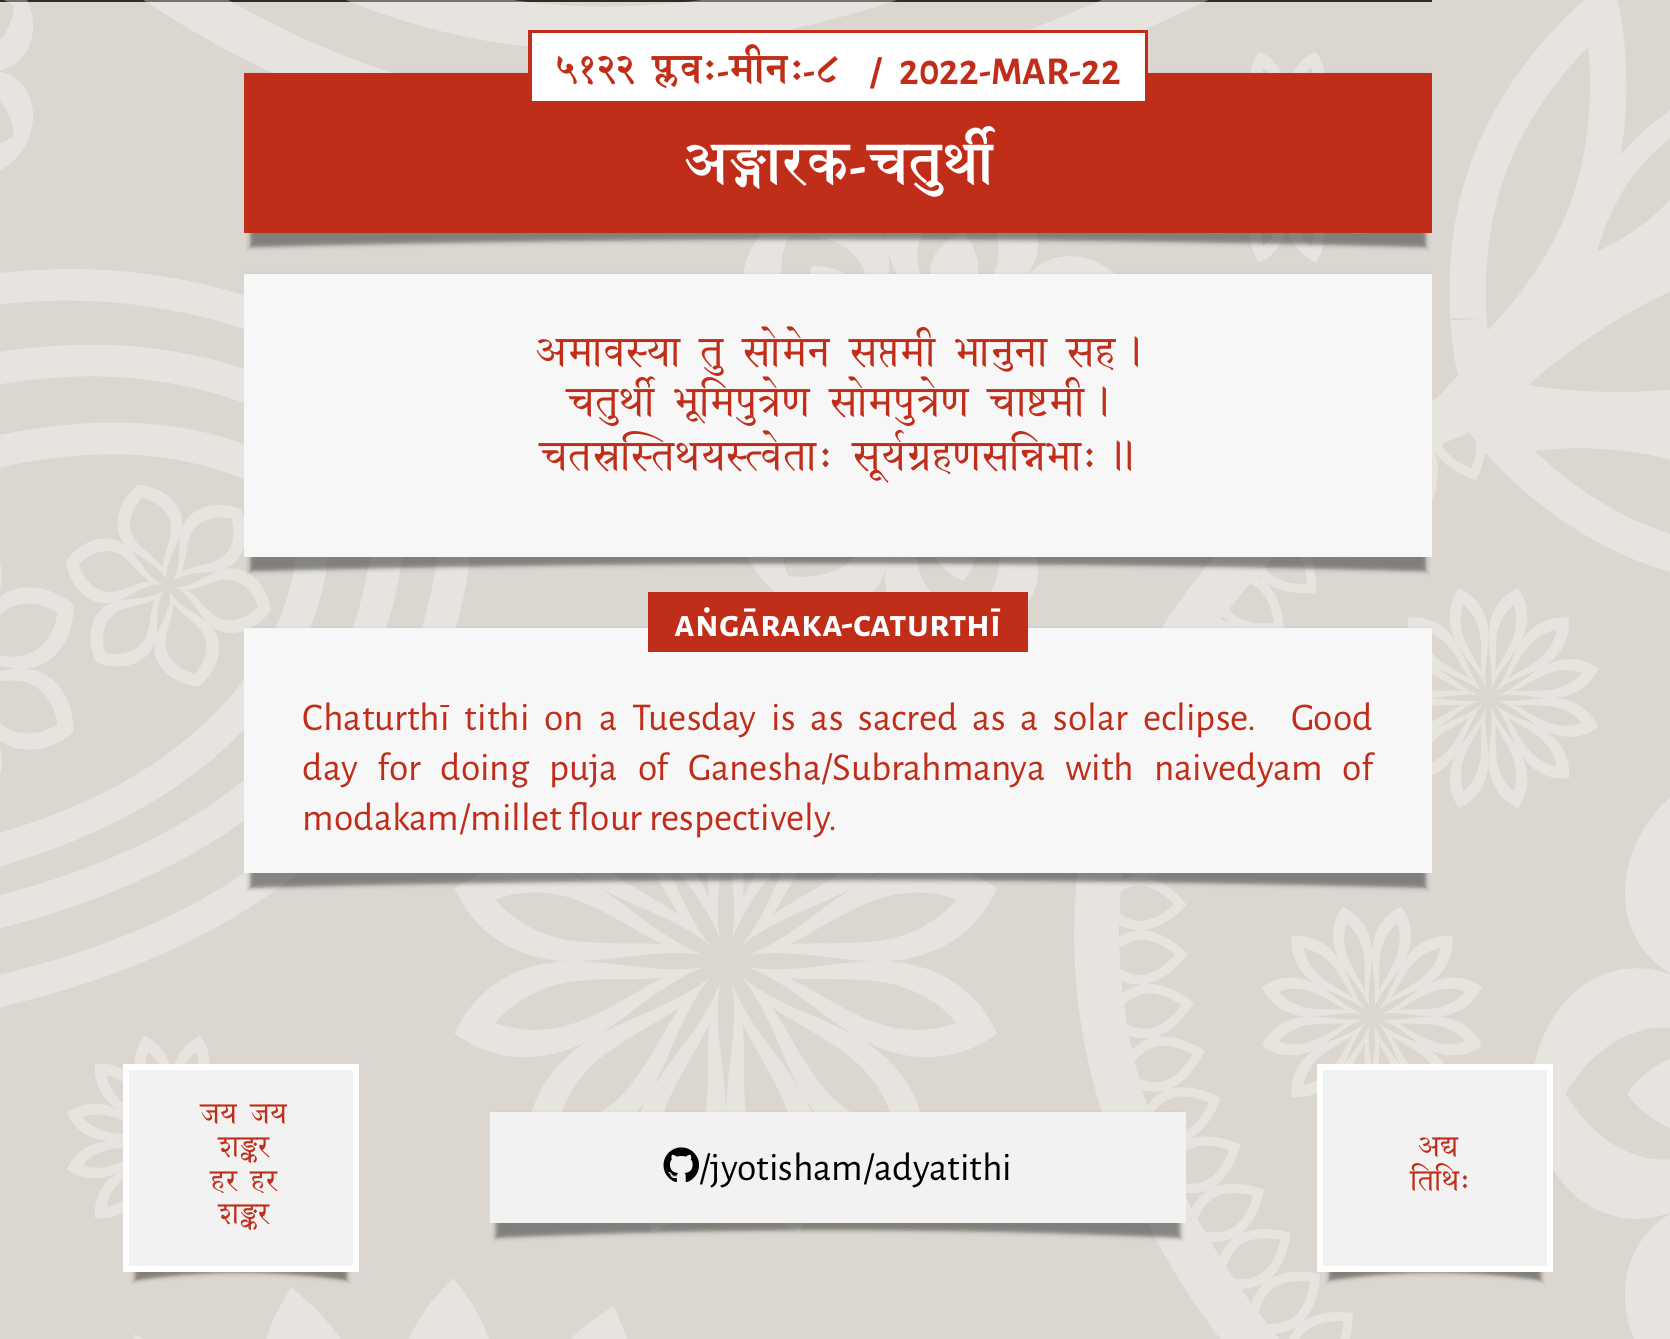 ५१२२ प्लवः-मीनः-८ / 2022-MAR-22
अङ्गारक-चतुर्थी
अमावस्या तु सोमेन सप्तमी भानुना सह ।
चतुर्थी भूमिपुत्रेण सोमपुत्रेण चाष्टमी ।
चतस्रस्तिथयस्त्वेताः सूर्यग्रहणसन्निभाः ॥
AṄGĀRAKA-CATURTHĪ
Chaturthī tithi on a Tuesday is as sacred as a solar eclipse. Good
day for doing puja of Ganesha/Subrahmanya with naivedyam of
modakam/millet flour respectively.
जय जय
शङ्कर
हर हर
शङ्कर
/jyotisham/adyatithi
अद्य
तिथिः